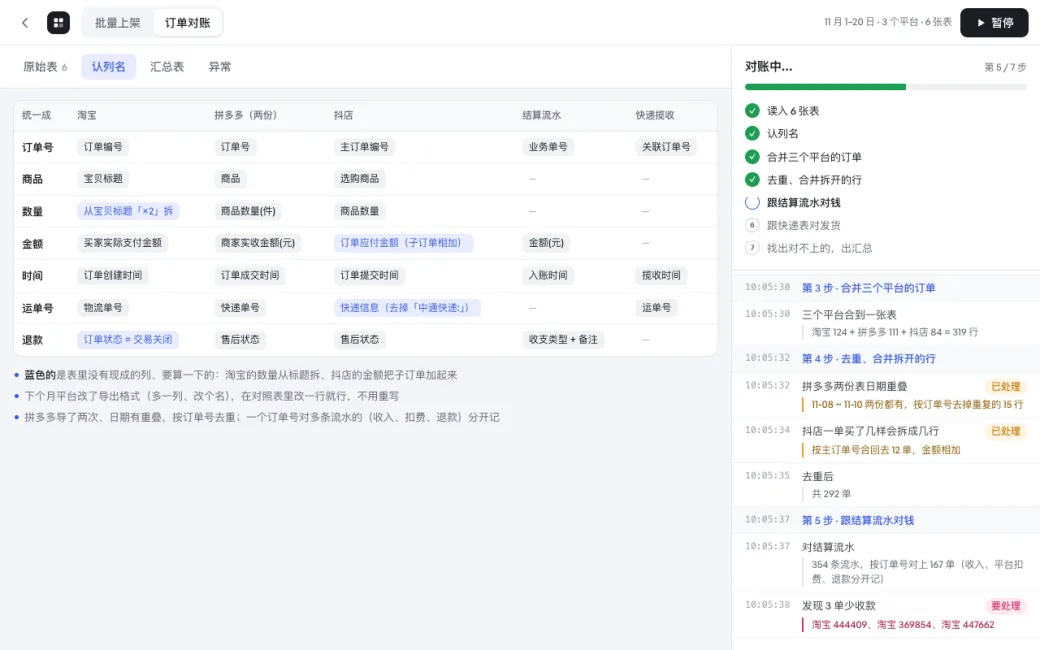 批量上架 订单对账 11 月 1–20 日 · 3 个平台 · 6 张表 暂停
原始表 6 认列名 汇总表 异常
统一成 淘宝 拼多多（两份） 抖店 结算流水 快递揽收
订单号 订单编号 订单号 主订单编号 业务单号 关联订单号
商品 宝贝标题 商品 选购商品 — —
数量 从宝贝标题「×2」拆 商品数量(件) 商品数量 — —
金额 买家实际支付金额 商家实收金额(元) 订单应付金额（子订单相加） 金额(元) —
时间 订单创建时间 订单成交时间 订单提交时间 入账时间 揽收时间
运单号 物流单号 快递单号 快递信息（去掉「中通快递:」） — 运单号
退款 订单状态 = 交易关闭 售后状态 售后状态 收支类型 + 备注 —
蓝色的是表里没有现成的列、要算一下的：淘宝的数量从标题拆、抖店的金额把子订单加起来
下个月平台改了导出格式（多一列、改个名），在对照表里改一行就行，不用重写
拼多多导了两次、日期有重叠，按订单号去重；一个订单号对多条流水的（收入、扣费、退款）分开记
对账中... 第 5 / 7 步
读入 6 张表
认列名
合并三个平台的订单
去重、合并拆开的行
跟结算流水对钱
6 跟快递表对发货
7 找出对不上的，出汇总
10:05:30 第 3 步 · 合并三个平台的订单
10:05:30 三个平台合到一张表
淘宝 124 + 拼多多 111 + 抖店 84 = 319 行
10:05:32 第 4 步 · 去重、合并拆开的行
10:05:32 拼多多两份表日期重叠 已处理
11-08 ~ 11-10 两份都有，按订单号去掉重复的 15 行
10:05:34 抖店一单买了几样会拆成几行 已处理
按主订单号合回去 12 单，金额相加
10:05:35 去重后
共 292 单
10:05:37 第 5 步 · 跟结算流水对钱
10:05:37 对结算流水
354 条流水，按订单号对上 167 单（收入、平台扣
费、退款分开记）
10:05:38 发现 3 单少收款 要处理
淘宝 444409、淘宝 369854、淘宝 447662